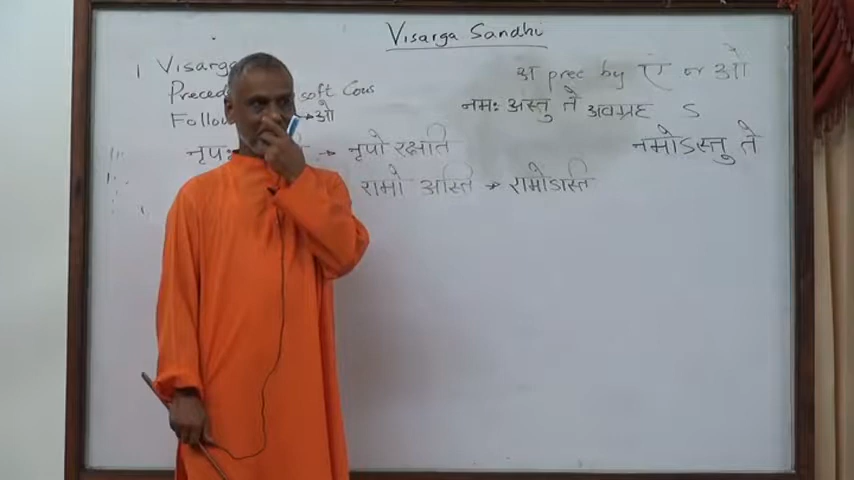 Visarga Sandhi
1 Visarga
Preced soft Cons
Follow → ओ
नृपः → नृपो रक्षति
रामो अस्ति → रामोऽास्ति
अ prec by ए or ओ
नमः अस्तु ते अवग्रह ऽ
नमोऽस्तु ते